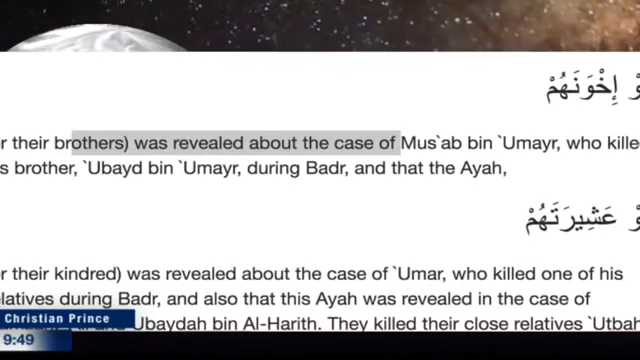 وْ إِخْوَنَهُمْ
r their brothers) was revealed about the case of Mus`ab bin `Umayr, who kille
s brother, `Ubayd bin `Umayr, during Badr, and that the Ayah,
وْ عَشِيرَتَهُمْ
r their kindred) was revealed about the case of `Umar, who killed one of his
elatives during Badr, and also that this Ayah was revealed in the case of
Ubaydah bin Al-Harith. They killed their close relatives `Utbah
Christian Prince
9:49